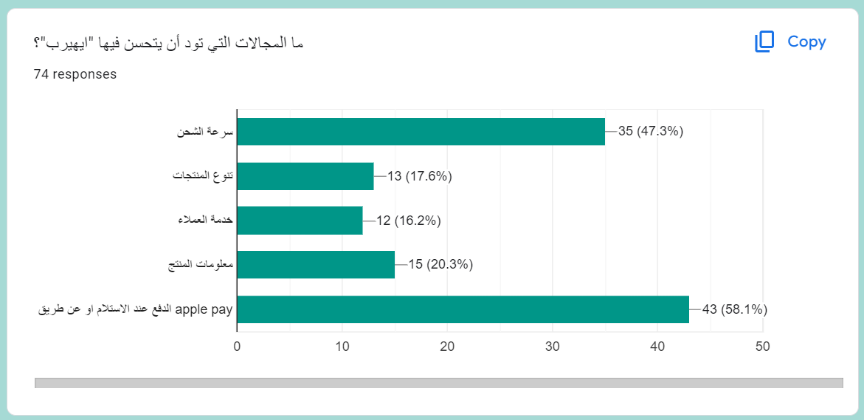 ما المجالات التي تود أن يتحسن فيها "ايهيرب"؟
Copy
74 responses
سرعة الشحن
35 (47.3%)
تنوع المنتجات
13 (17.6%)
خدمة العملاء
12 (16.2%)
معلومات المنتج
15 (20.3%)
الدفع عند الاستلام او عن طريق apple pay
43 (58.1%)
0 10 20 30 40 50